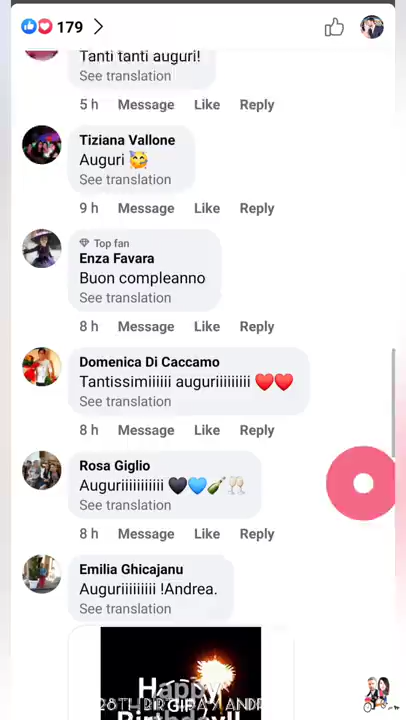 179
Tanti tanti auguri!
See translation
5 h Message Like Reply
Tiziana Vallone
Auguri 🥳
See translation
9 h Message Like Reply
Top fan
Enza Favara
Buon compleanno
See translation
8 h Message Like Reply
Domenica Di Caccamo
Tantissimiiiiii auguriiiiiiiiii ❤️❤️
See translation
8 h Message Like Reply
Rosa Giglio
Auguriiiiiiiiiii 🖤💙🍾🥂
See translation
8 h Message Like Reply
Emilia Ghicajanu
Auguriiiiiiiii !Andrea.
See translation
Happy
GIF
Birthday!!